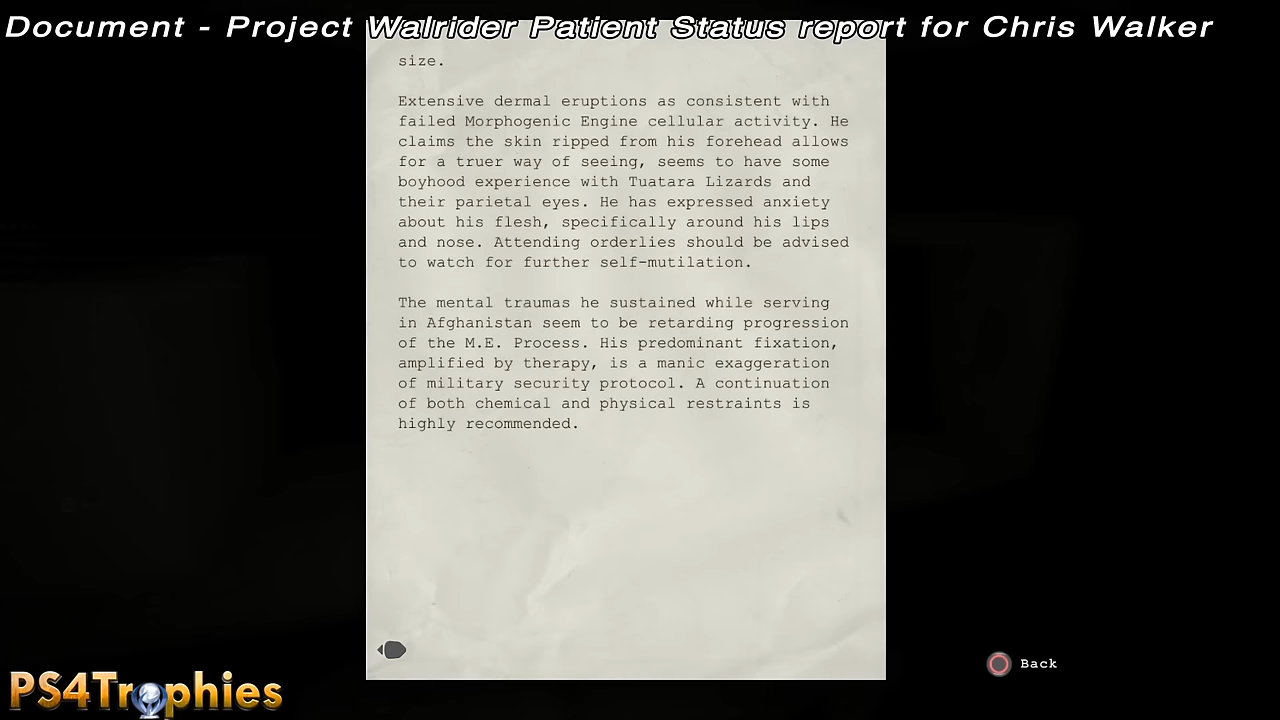 Document - Project Walrider Patient Status report for Chris Walker
size.
Extensive dermal eruptions as consistent with
failed Morphogenic Engine cellular activity. He
claims the skin ripped from his forehead allows
for a truer way of seeing, seems to have some
boyhood experience with Tuatara Lizards and
their parietal eyes. He has expressed anxiety
about his flesh, specifically around his lips
and nose. Attending orderlies should be advised
to watch for further self-mutilation.
The mental traumas he sustained while serving
in Afghanistan seem to be retarding progression
of the M.E. Process. His predominant fixation,
amplified by therapy, is a manic exaggeration
of military security protocol. A continuation
of both chemical and physical restraints is
highly recommended.
Back
PS4Trophies